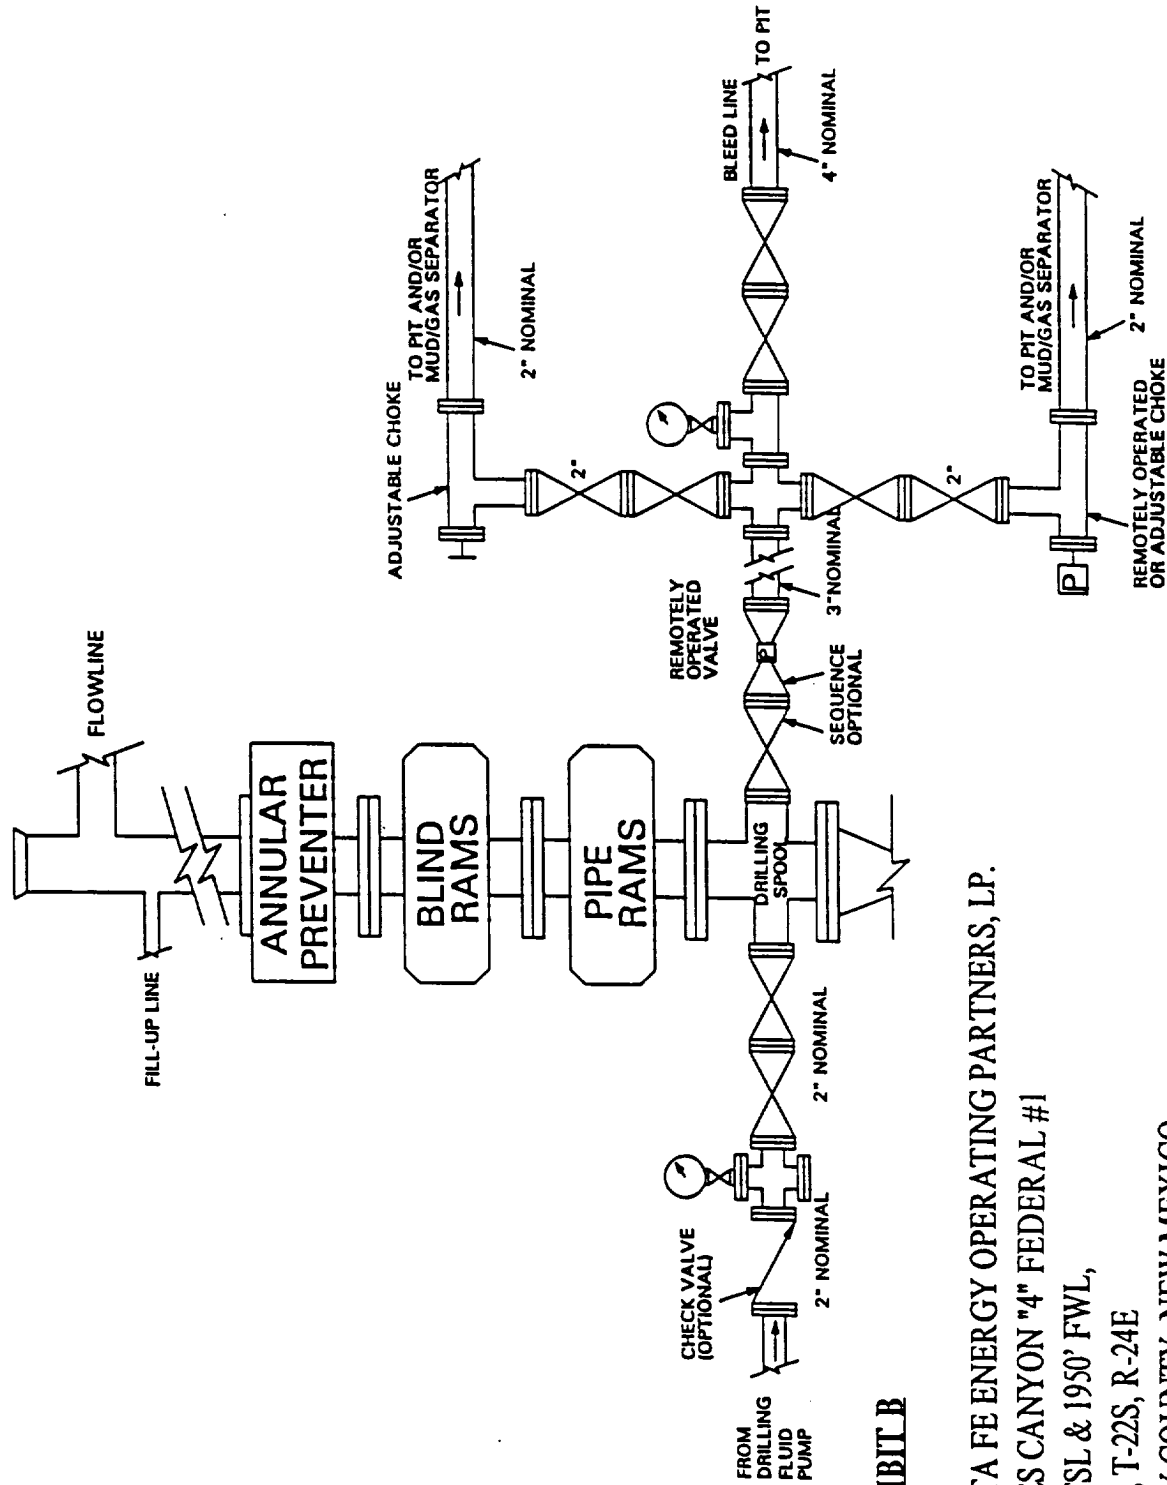 FLOWLINE
FILL-UP LINE
ANNULAR
PREVENTER
BLIND
RAMS
PIPE
RAMS
DRILLING
SPOOL
ADJUSTABLE CHOKE
TO PIT AND/OR
MUD/GAS SEPARATOR
2" NOMINAL
2"
BLEED LINE
TO PIT
4" NOMINAL
REMOTELY
OPERATED
VALVE
P
3" NOMINAL
SEQUENCE
OPTIONAL
2"
TO PIT AND/OR
MUD/GAS SEPARATOR
2" NOMINAL
P
REMOTELY OPERATED
OR ADJUSTABLE CHOKE
CHECK VALVE
(OPTIONAL)
2" NOMINAL
2" NOMINAL
FROM
DRILLING
FLUID
PUMP
FE ENERGY OPERATING PARTNERS, LP.
CANYON "4" FEDERAL #1
& 1950' FWL,
T-22S, R-24E
COUNTY, NEW MEXICO